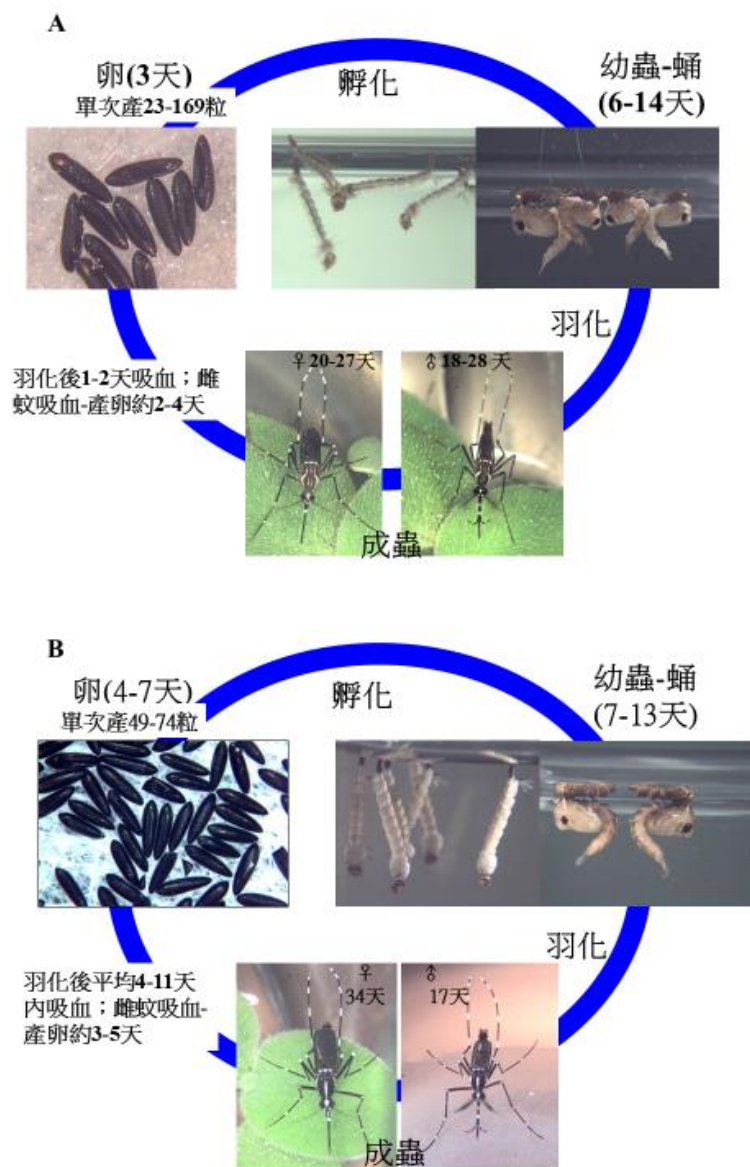 A
卵(3天)
單次產23-169粒
孵化
幼蟲-蛹
(6-14天)
羽化
♀20-27天
♂18-28 天
羽化後1-2天吸血；雌
蚊吸血-產卵約2-4天
成蟲
B
卵(4-7天)
單次產49-74粒
孵化
幼蟲-蛹
(7-13天)
羽化
♀
34天
♂
17天
羽化後平均4-11天
內吸血；雌蚊吸血-
產卵約3-5天
成蟲